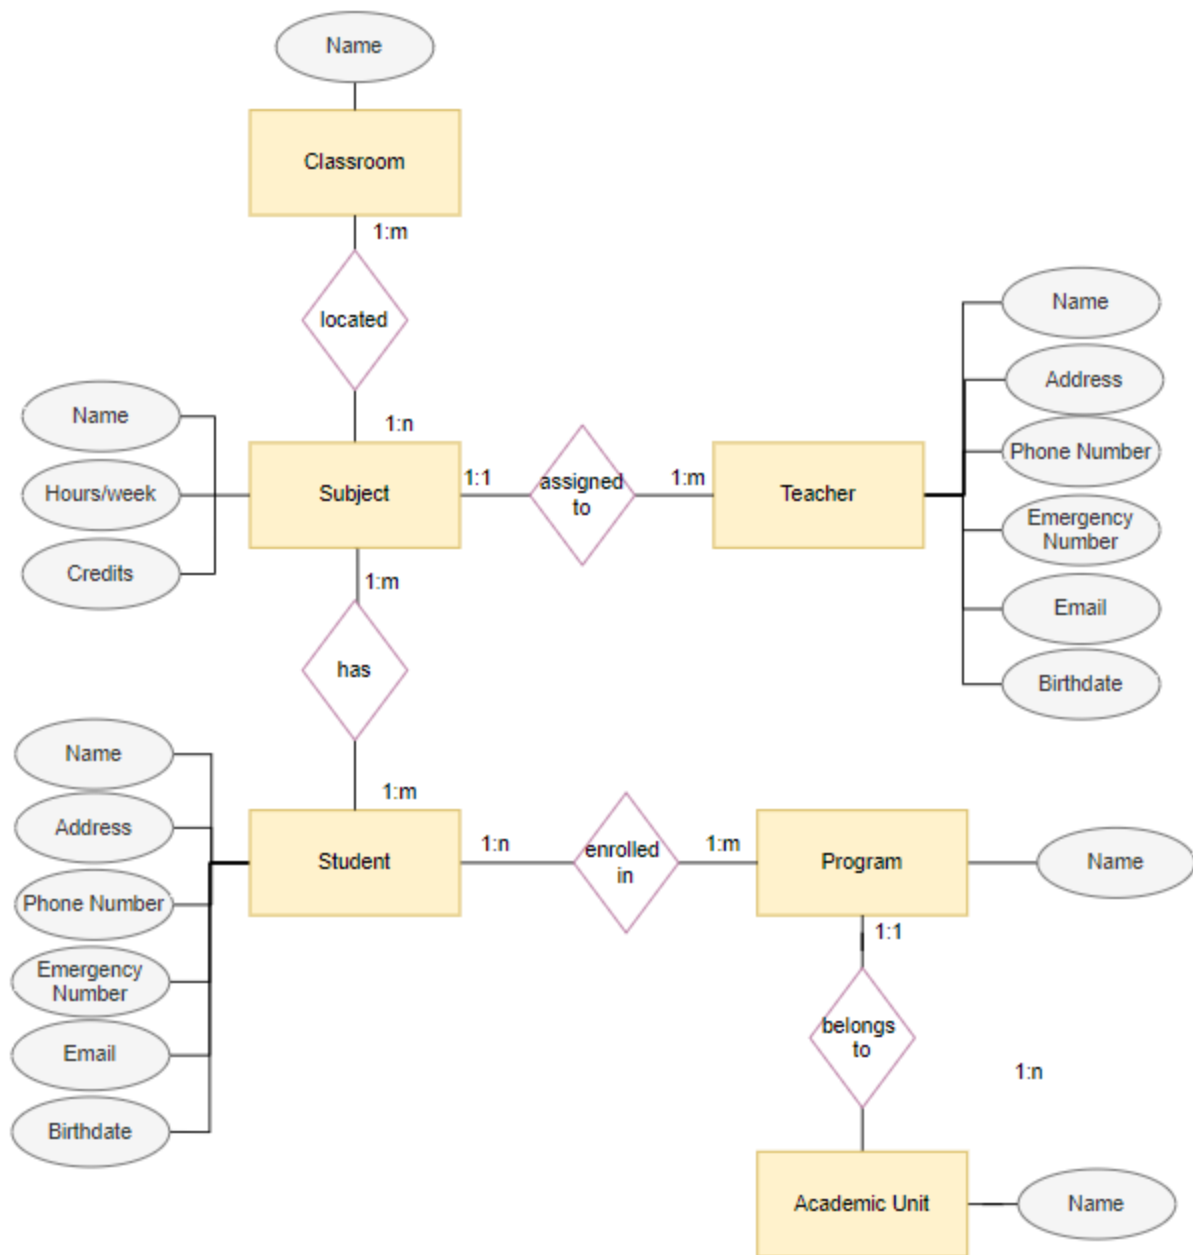 Name
Classroom
1:m
located
1:n
Name
Hours/week
Credits
Subject
1:1
assigned
to
1:m
Teacher
Name
Address
Phone Number
Emergency
Number
Email
Birthdate
1:m
has
1:m
Name
Address
Phone Number
Emergency
Number
Email
Birthdate
Student
1:n
enrolled
in
1:m
Program
Name
1:1
belongs
to
1:n
Academic Unit
Name